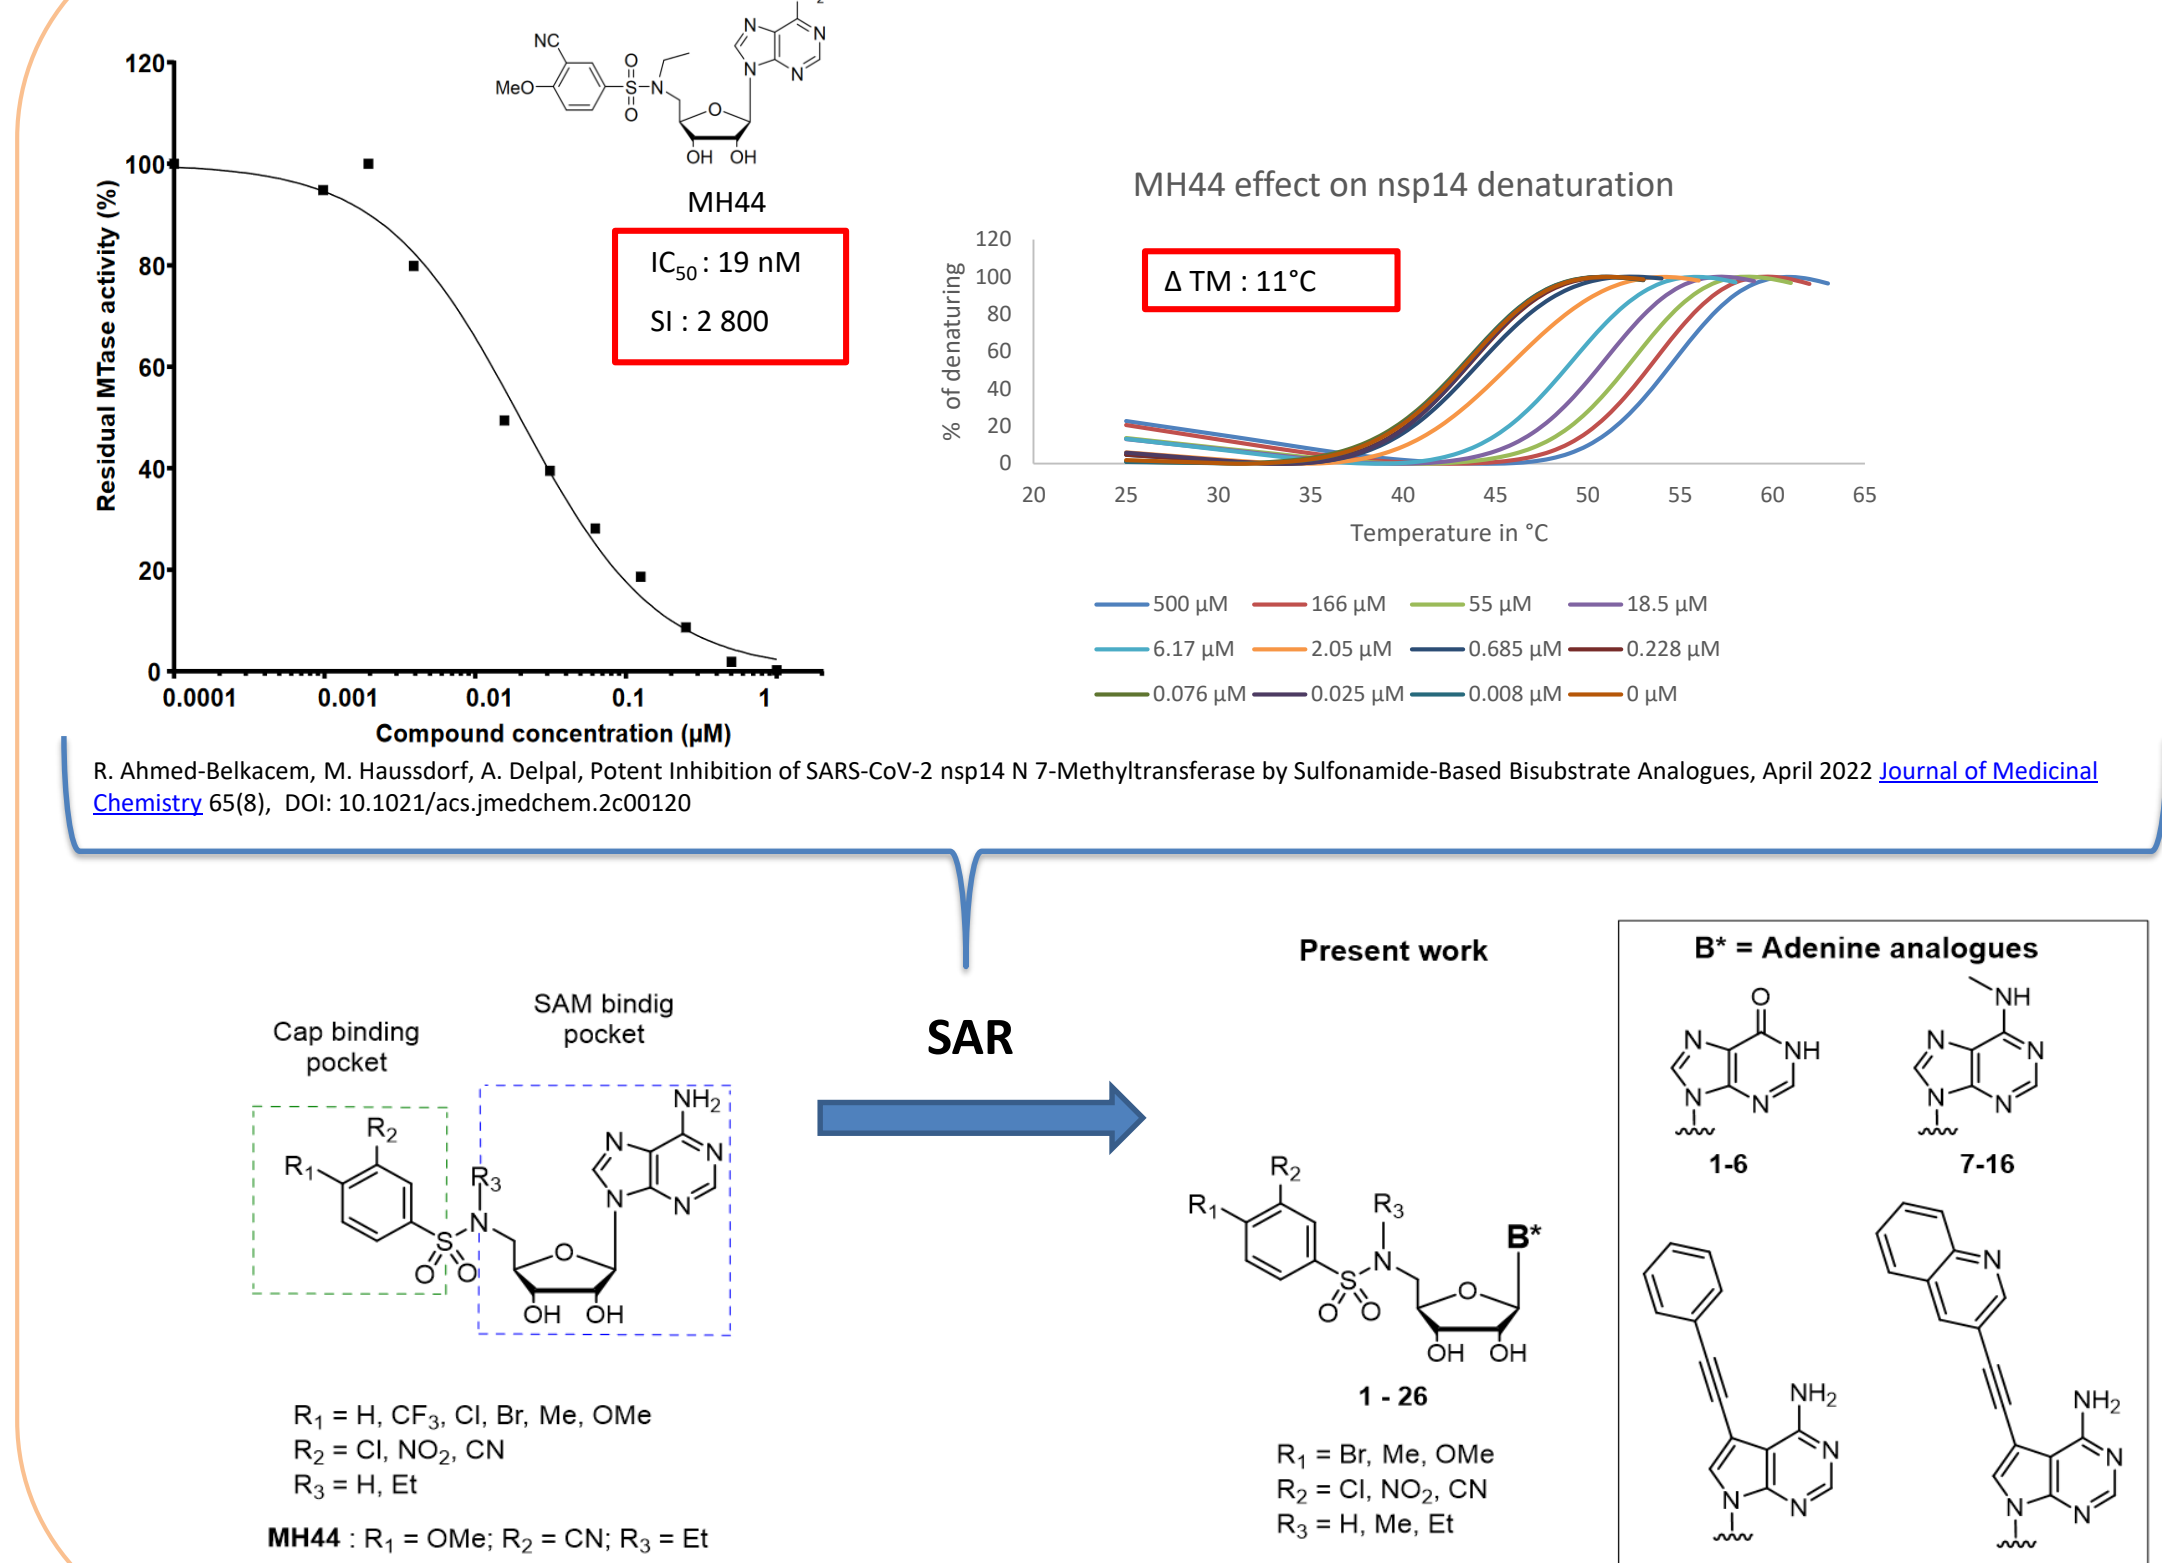 120
100
80
60
40
20
0
Residual MTase activity (%)
0.0001 0.001 0.01 0.1 1
Compound concentration (µM)
NC
MeO
O
S
O
N
N
N
N
N
O
OH OH
MH44
IC50 : 19 nM
SI : 2 800
MH44 effect on nsp14 denaturation
120
100
80
60
40
20
0
% of denaturing
Δ TM : 11°C
20 25 30 35 40 45 50 55 60 65
Temperature in °C
500 µM 166 µM 55 µM 18.5 µM
6.17 µM 2.05 µM 0.685 µM 0.228 µM
0.076 µM 0.025 µM 0.008 µM 0 µM
R. Ahmed-Belkacem, M. Haussdorf, A. Delpal, Potent Inhibition of SARS-CoV-2 nsp14 N 7-Methyltransferase by Sulfonamide-Based Bisubstrate Analogues, April 2022 Journal of Medicinal
Chemistry 65(8), DOI: 10.1021/acs.jmedchem.2c00120
Cap binding
pocket
SAM bindig
pocket
R2
R1
R3
S
O O
N
O
OH OH
NH2
N
N
N
N
R1 = H, CF3, Cl, Br, Me, OMe
R2 = Cl, NO2, CN
R3 = H, Et
MH44 : R1 = OMe; R2 = CN; R3 = Et
SAR
Present work
R2
R1
R3
B*
S
O O
N
O
OH OH
1 - 26
R1 = Br, Me, OMe
R2 = Cl, NO2, CN
R3 = H, Me, Et
B* = Adenine analogues
O
N
NH
N
N
1-6
NH
N
N
N
N
7-16
NH2
N
N
N
N
NH2
N
N
N